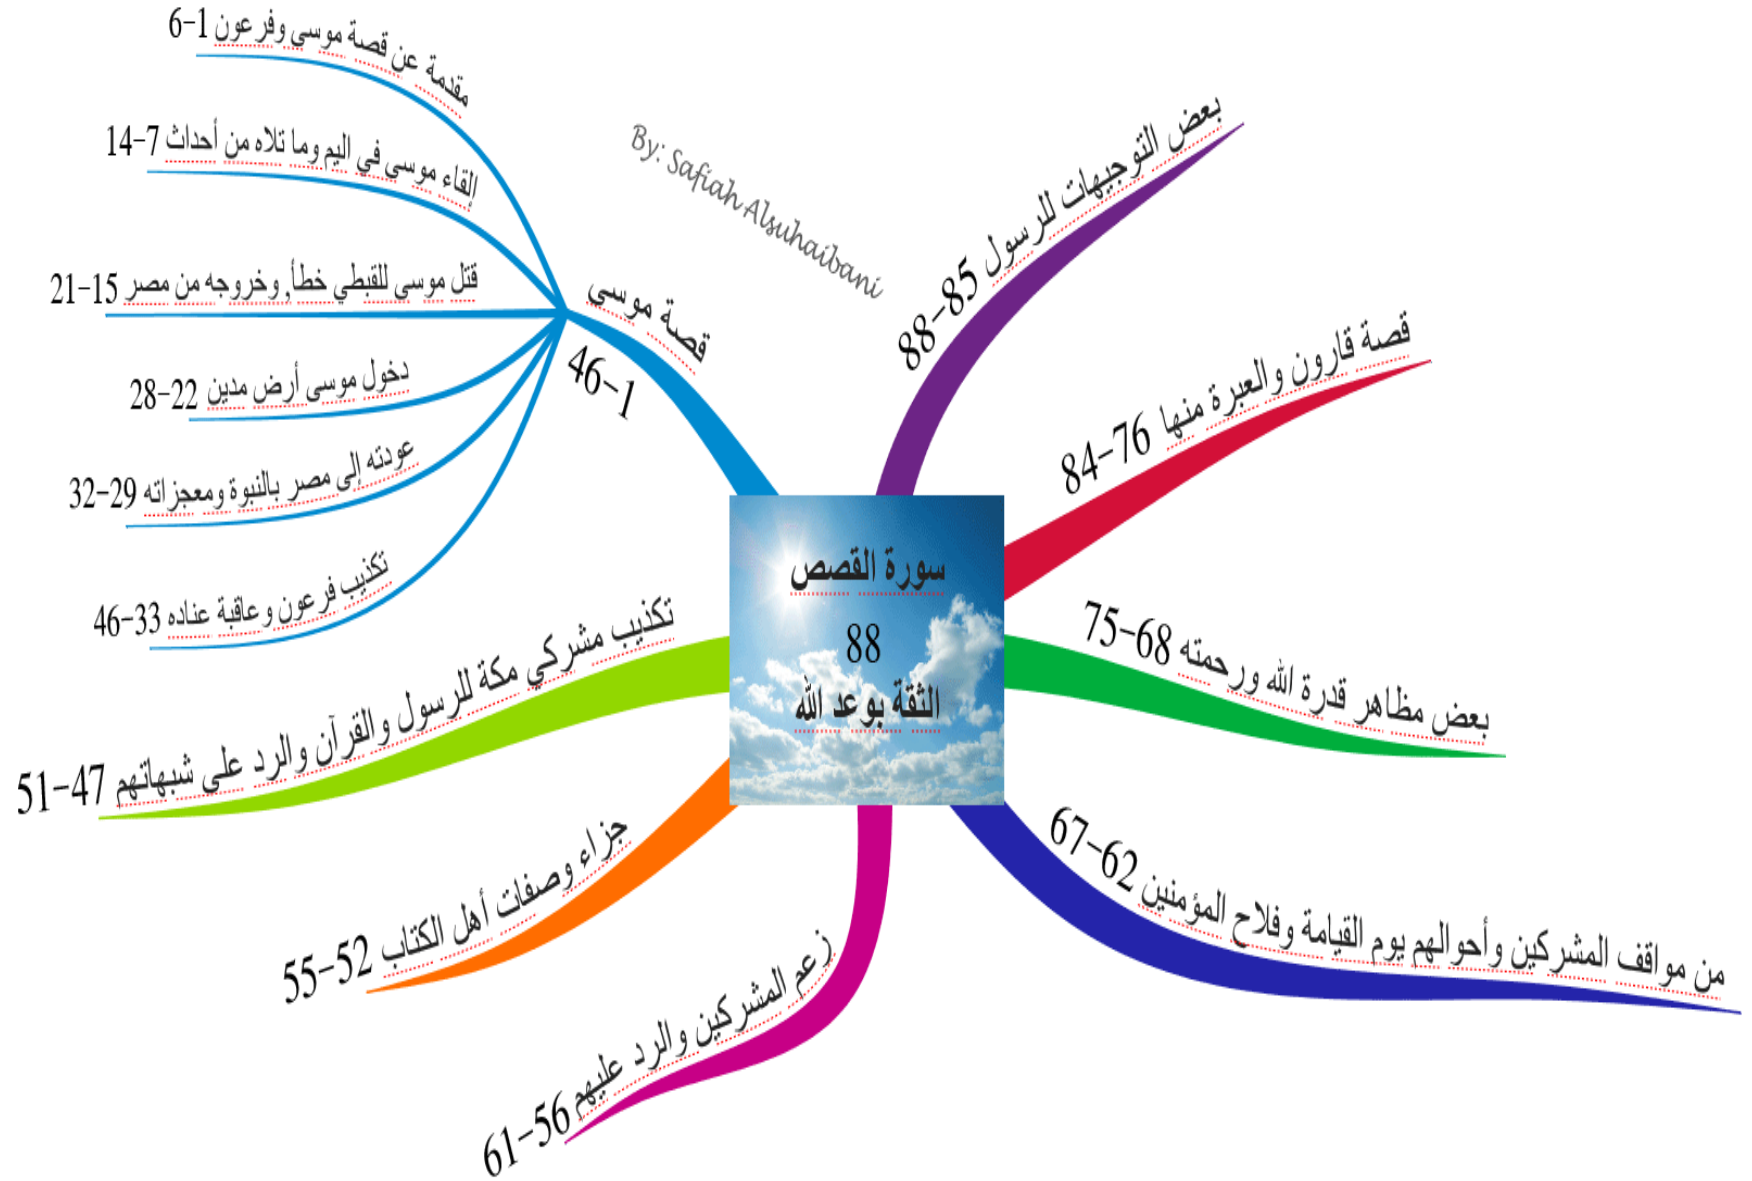 سورة القصص
88
الثقة بوعد الله
By: Safiah Alsuhaibani
قصة موسى
46-1
مقدمة عن قصة موسى وفرعون 1-6
إلقاء موسى في اليم وما تلاه من أحداث 7-14
قتل موسى للقبطي خطأ, وخروجه من مصر 15-21
دخول موسى أرض مدين 22-28
عودته إلى مصر بالنبوة ومعجزاته 29-32
تكذيب فرعون وعاقبة عناده 33-46
تكذيب مشركي مكة للرسول والقرآن والرد على شبهاتهم 47-51
جزاء وصفات أهل الكتاب 52-55
زعم المشركين والرد عليهم 56-61
من مواقف المشركين وأحوالهم يوم القيامة وفلاح المؤمنين 62-67
بعض مظاهر قدرة الله ورحمته 68-75
قصة قارون والعبرة منها 76-84
بعض التوجيهات للرسول 85-88